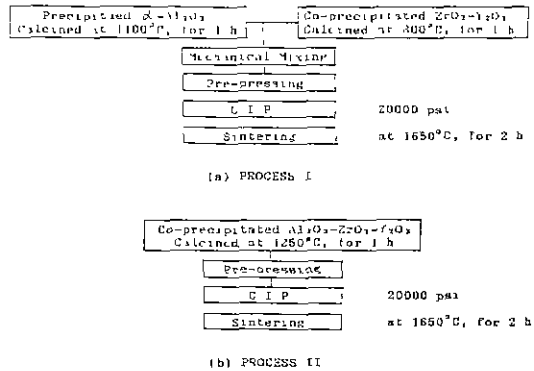 Precipitated α-Al₂O₃
Calcined at 1100°C, for 1 h
Co-precipitated ZrO₂-Y₂O₃
Calcined at 800°C, for 1 h
Mechanical Mixing
Pre-pressing
C I P
20000 psi
Sintering
at 1650°C, for 2 h
(a) PROCESS I
Co-precipitated Al₂O₃-ZrO₂-Y₂O₃
Calcined at 1250°C, for 1 h
Pre-pressing
C I P
20000 psi
Sintering
at 1650°C, for 2 h
(b) PROCESS II